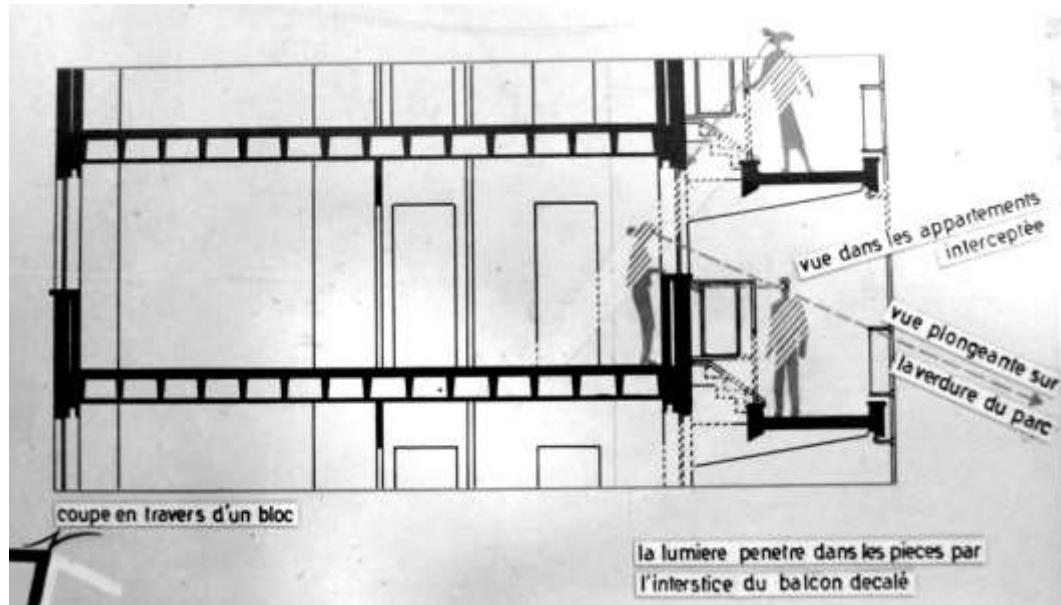 vue dans les appartements
interceptée
vue plongeante sur
la verdure du parc
coupe en travers d'un bloc
la lumiere penetre dans les pieces par
l'interstice du balcon decalé